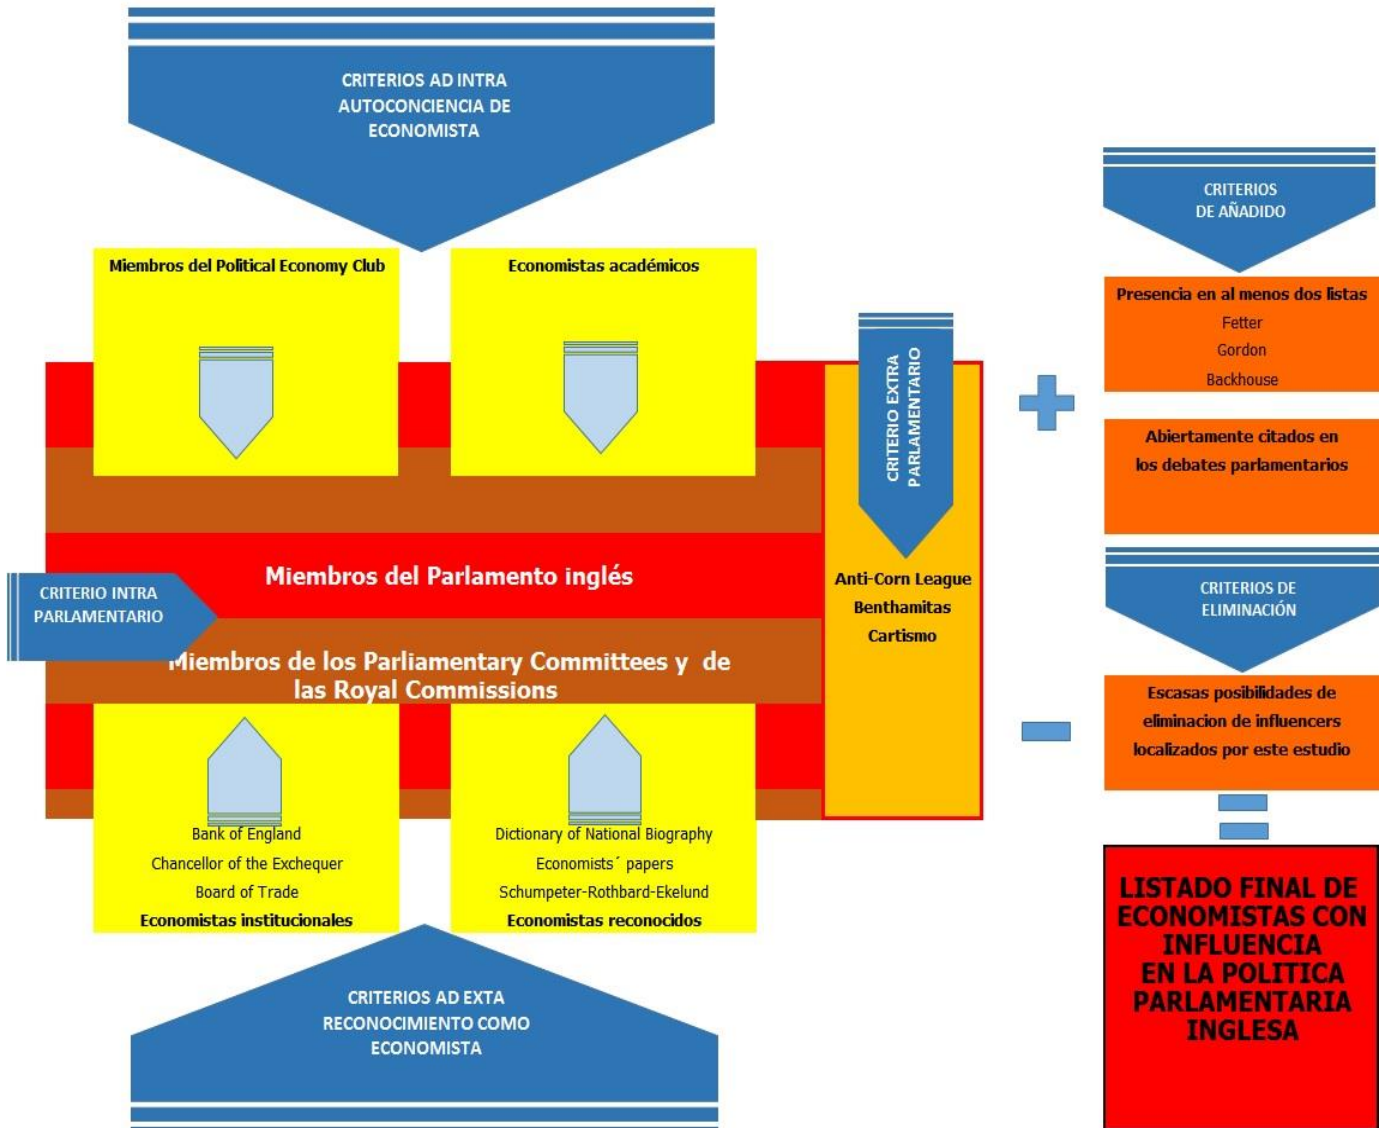 CRITERIOS AD INTRA
AUTOCONCIENCIA DE
ECONOMISTA
Miembros del Political Economy Club
Economistas académicos
CRITERIO EXTRA
PARLAMENTARIO
Anti-Corn League
Benthamitas
Cartismo
CRITERIO INTRA
PARLAMENTARIO
Miembros del Parlamento inglés
Miembros de los Parliamentary Committees y de
las Royal Commissions
Bank of England
Chancellor of the Exchequer
Board of Trade
Economistas institucionales
Dictionary of National Biography
Economists´ papers
Schumpeter-Rothbard-Ekelund
Economistas reconocidos
CRITERIOS AD EXTA
RECONOCIMIENTO COMO
ECONOMISTA
CRITERIOS
DE AÑADIDO
Presencia en al menos dos listas
Fetter
Gordon
Backhouse
Abiertamente citados en
los debates parlamentarios
CRITERIOS DE
ELIMINACIÓN
Escasas posibilidades de
eliminacion de influencers
localizados por este estudio
LISTADO FINAL DE
ECONOMISTAS CON
INFLUENCIA
EN LA POLITICA
PARLAMENTARIA
INGLESA